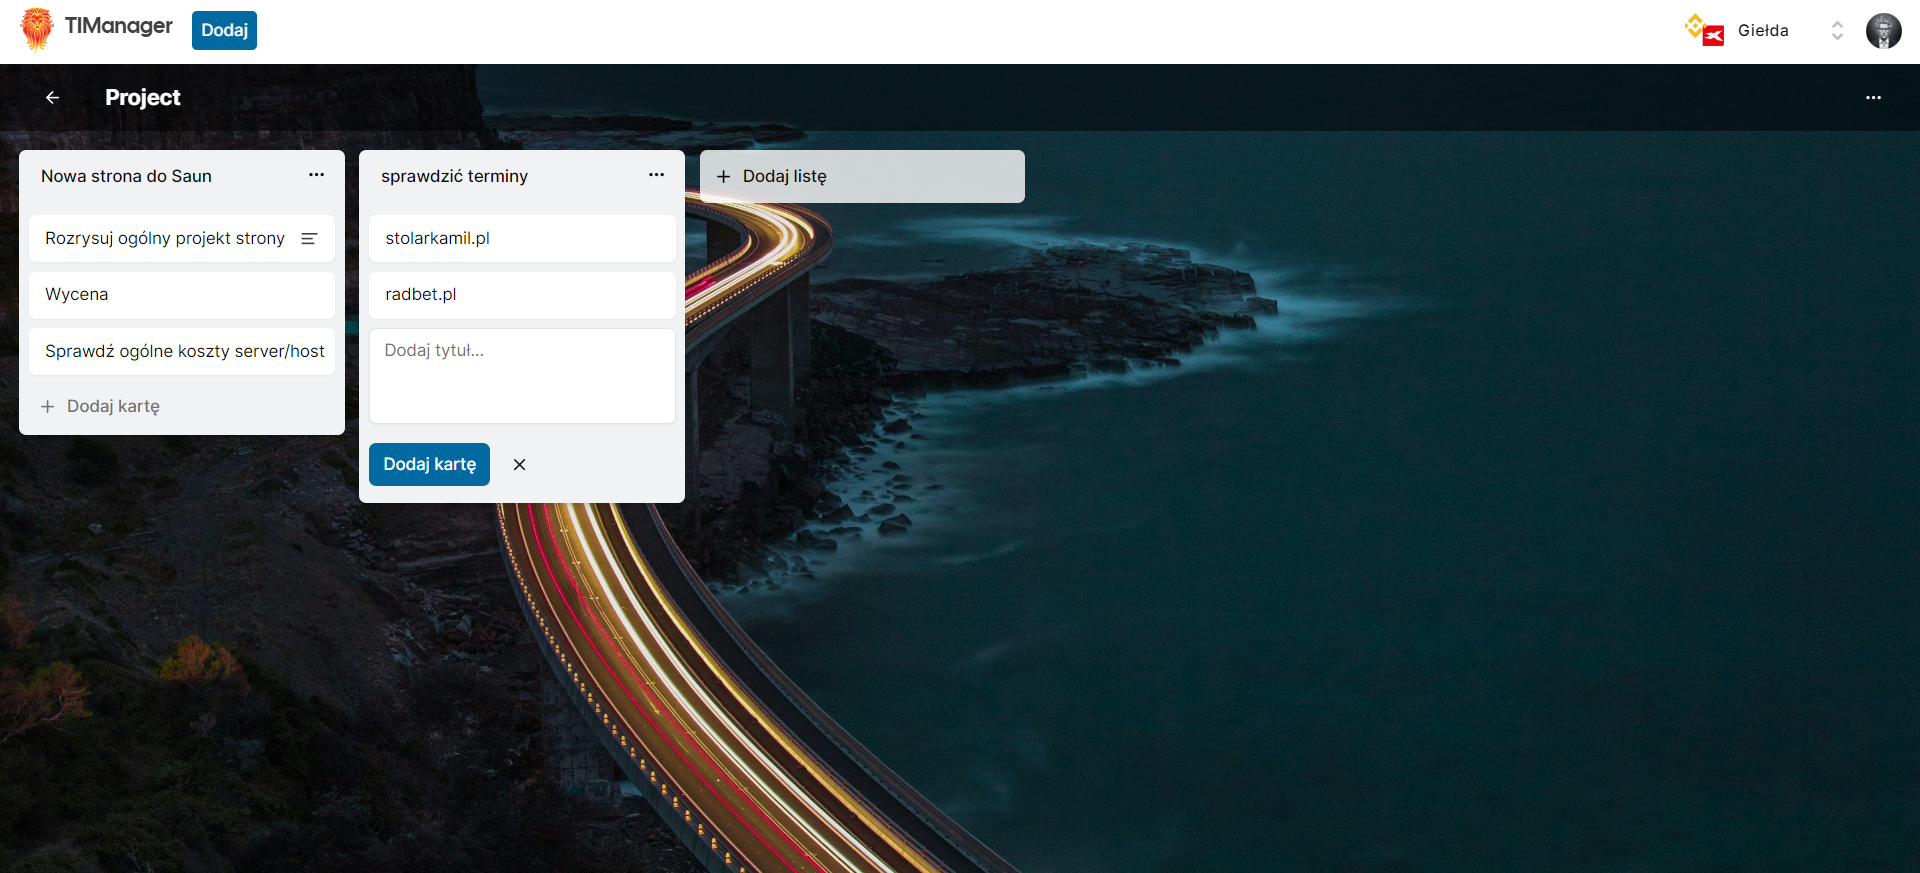 TIManager
Dodaj
Giełda
Project
Nowa strona do Saun
Rozrysuj ogólny projekt strony
Wycena
Sprawdź ogólne koszty server/host
Dodaj kartę
sprawdzić terminy
stolarkamil.pl
radbet.pl
Dodaj tytuł...
Dodaj kartę
Dodaj listę